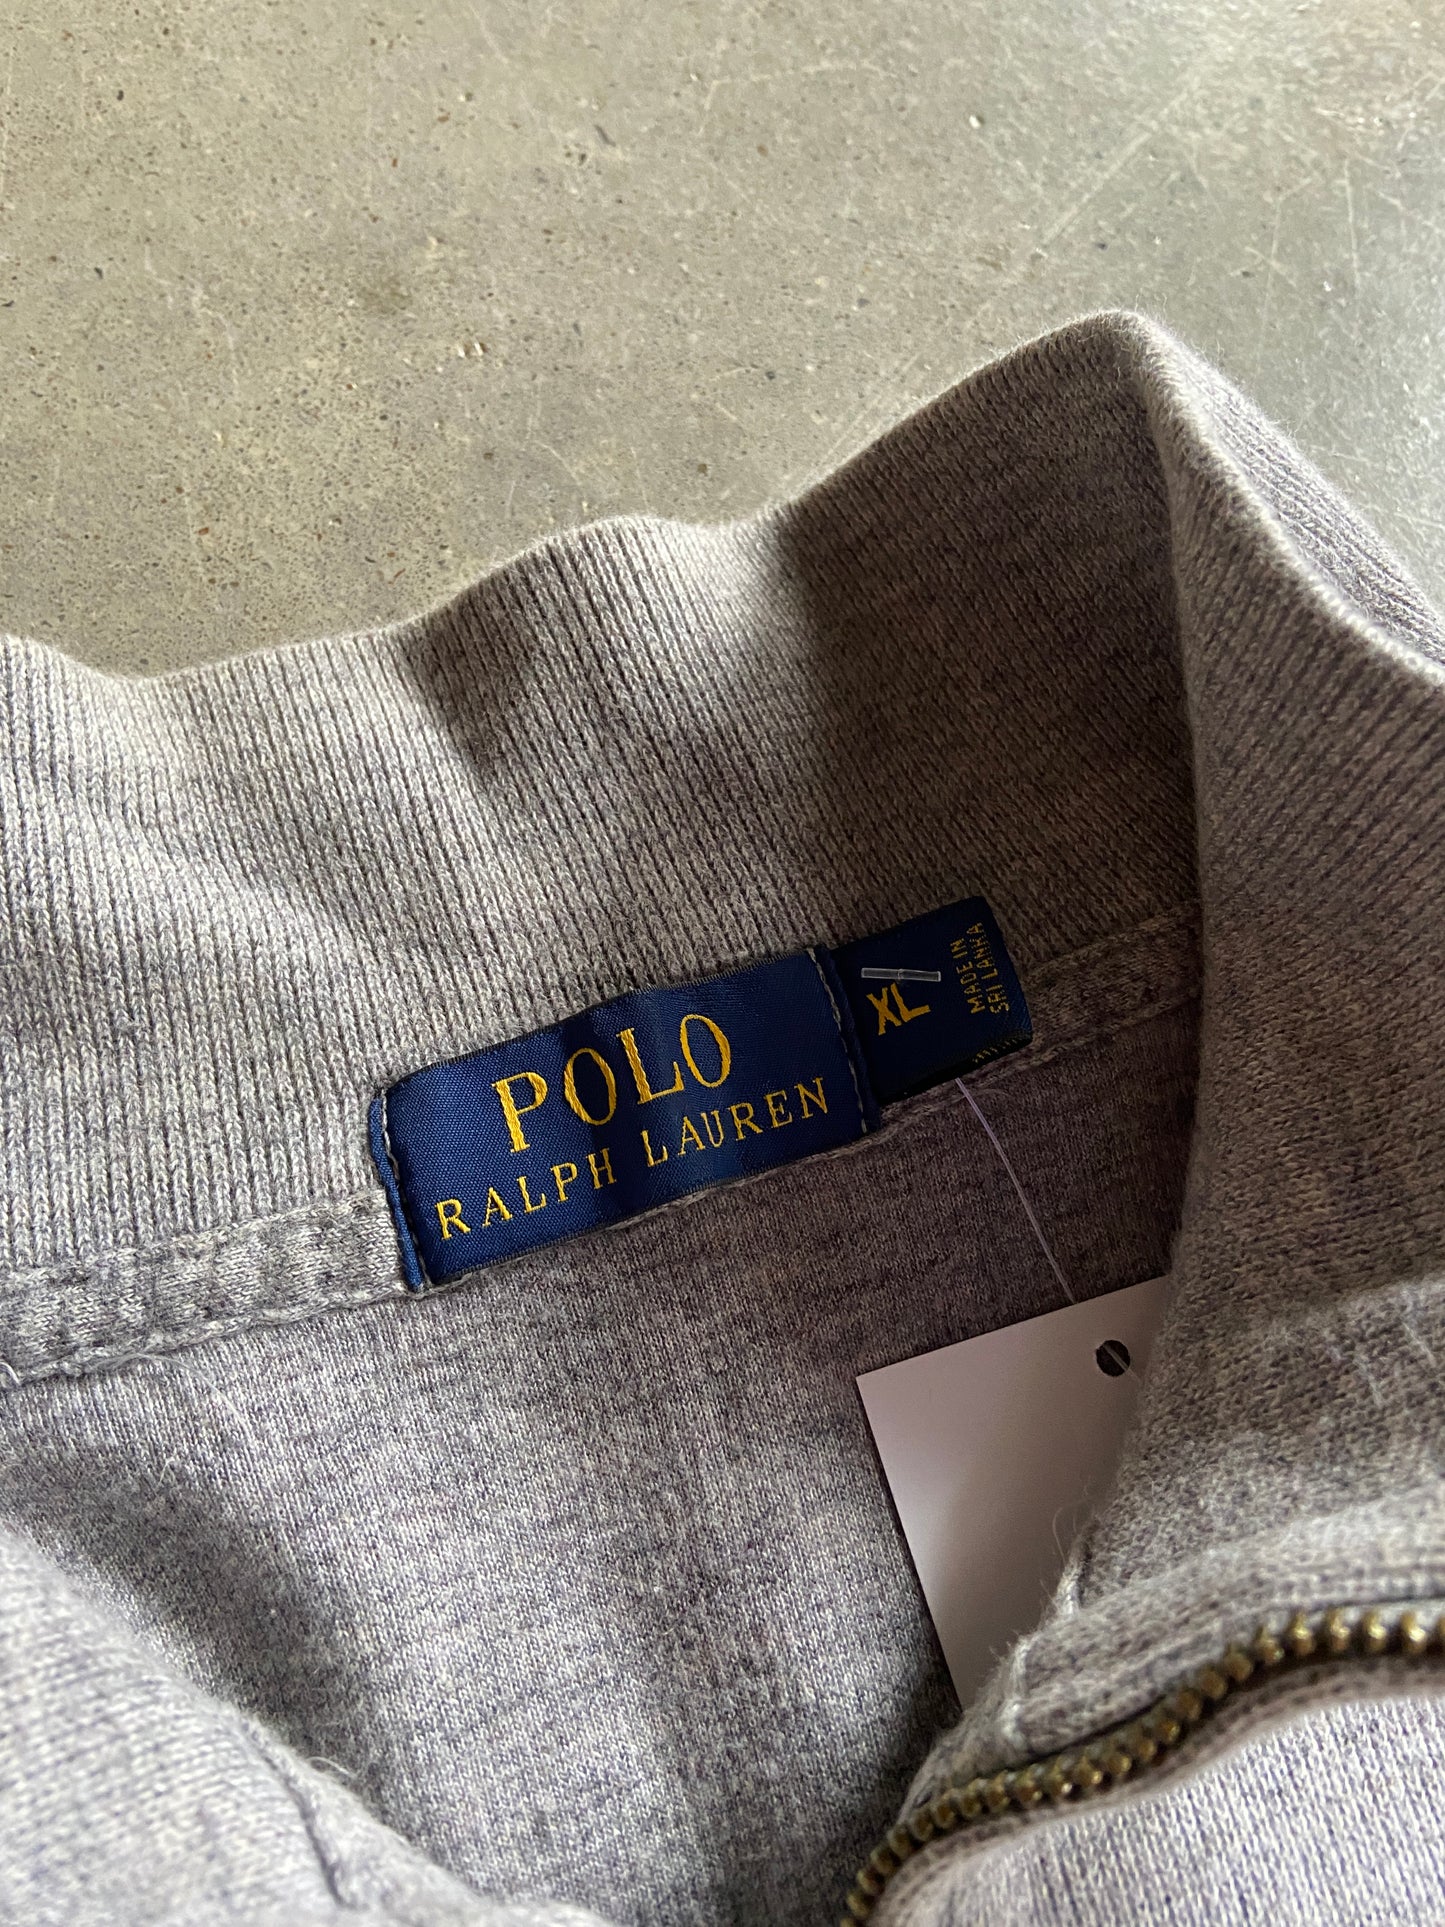 POLO
RALPH LAUREN
XL
MADE IN
SRI LANKA